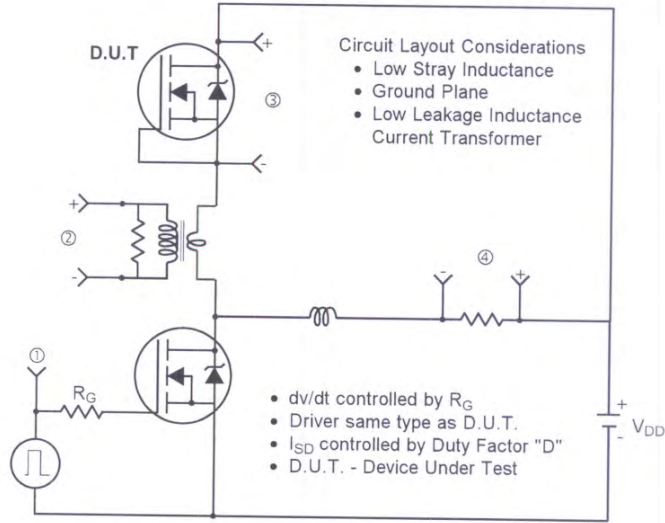 D.U.T
+
③
-
Circuit Layout Considerations
• Low Stray Inductance
• Ground Plane
• Low Leakage Inductance
Current Transformer
+
②
-
-
④
+
①
R_G
• dv/dt controlled by R_G
• Driver same type as D.U.T.
• I_SD controlled by Duty Factor "D"
• D.U.T. - Device Under Test
+
V_DD
-